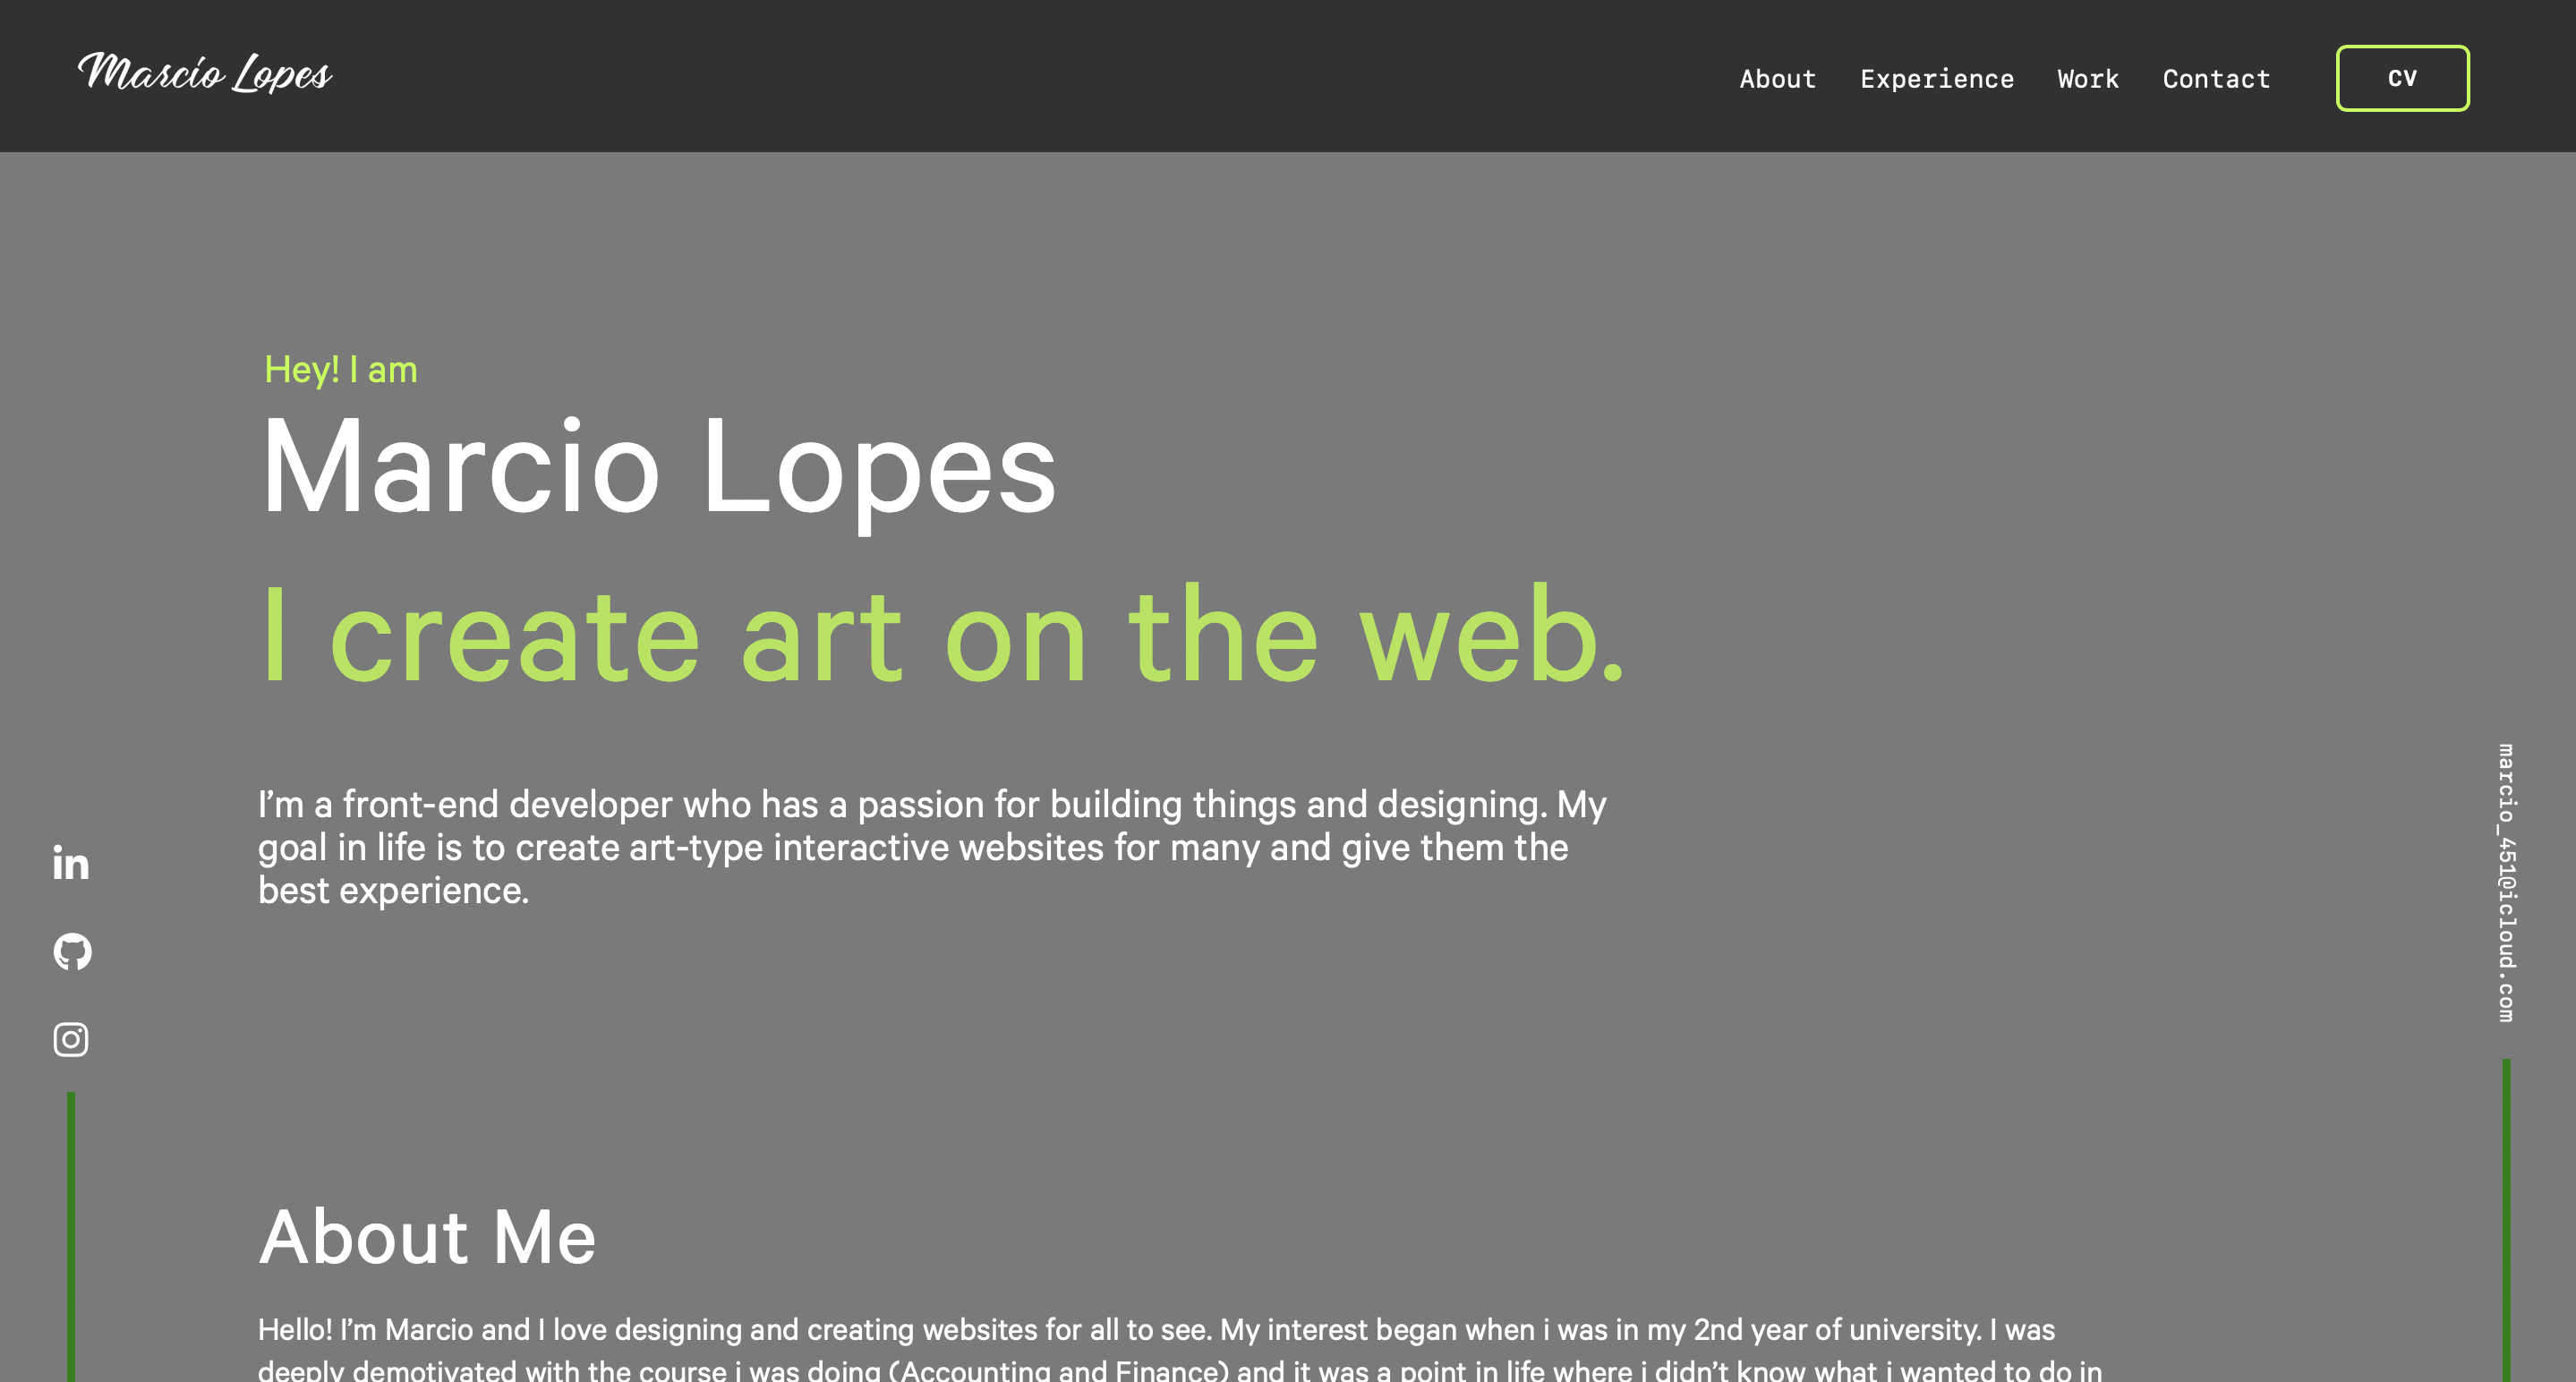 Marcio Lopes
About Experience Work Contact CV
Hey! I am
Marcio Lopes
I create art on the web.
I’m a front-end developer who has a passion for building things and designing. My
goal in life is to create art-type interactive websites for many and give them the
best experience.
in
marcio_451@icloud.com
About Me
Hello! I’m Marcio and I love designing and creating websites for all to see. My interest began when i was in my 2nd year of university. I was
deeply demotivated with the course i was doing (Accounting and Finance) and it was a point in life where i didn’t know what i wanted to do in